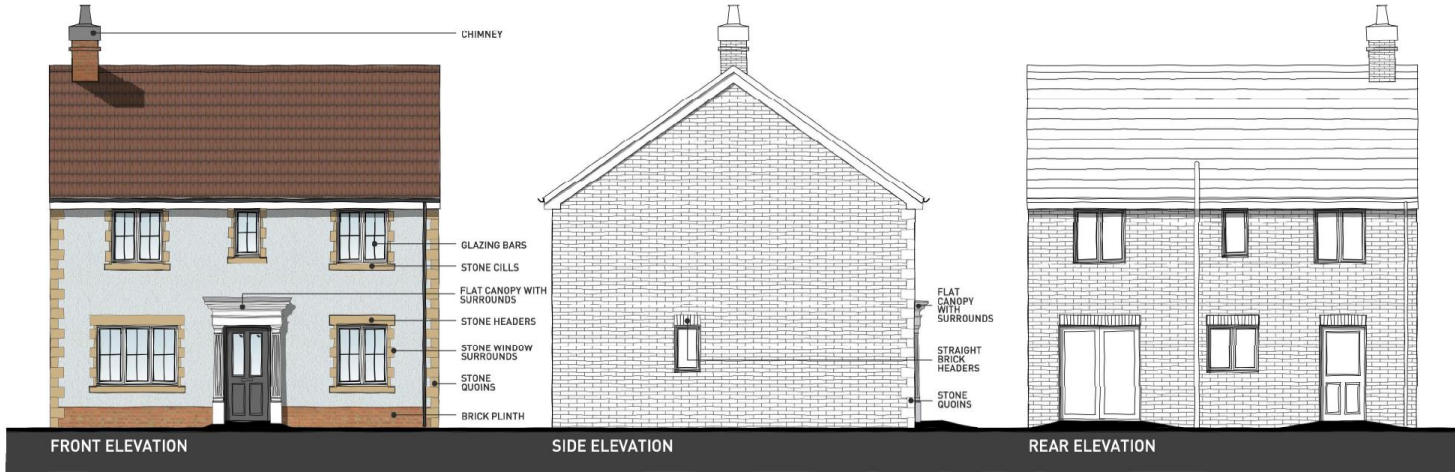 CHIMNEY
GLAZING BARS
STONE CILLS
FLAT CANOPY WITH
SURROUNDS
STONE HEADERS
STONE WINDOW
SURROUNDS
STONE
QUOINS
BRICK PLINTH
FRONT ELEVATION
FLAT
CANOPY
WITH
SURROUNDS
STRAIGHT
BRICK
HEADERS
STONE
QUOINS
SIDE ELEVATION
REAR ELEVATION